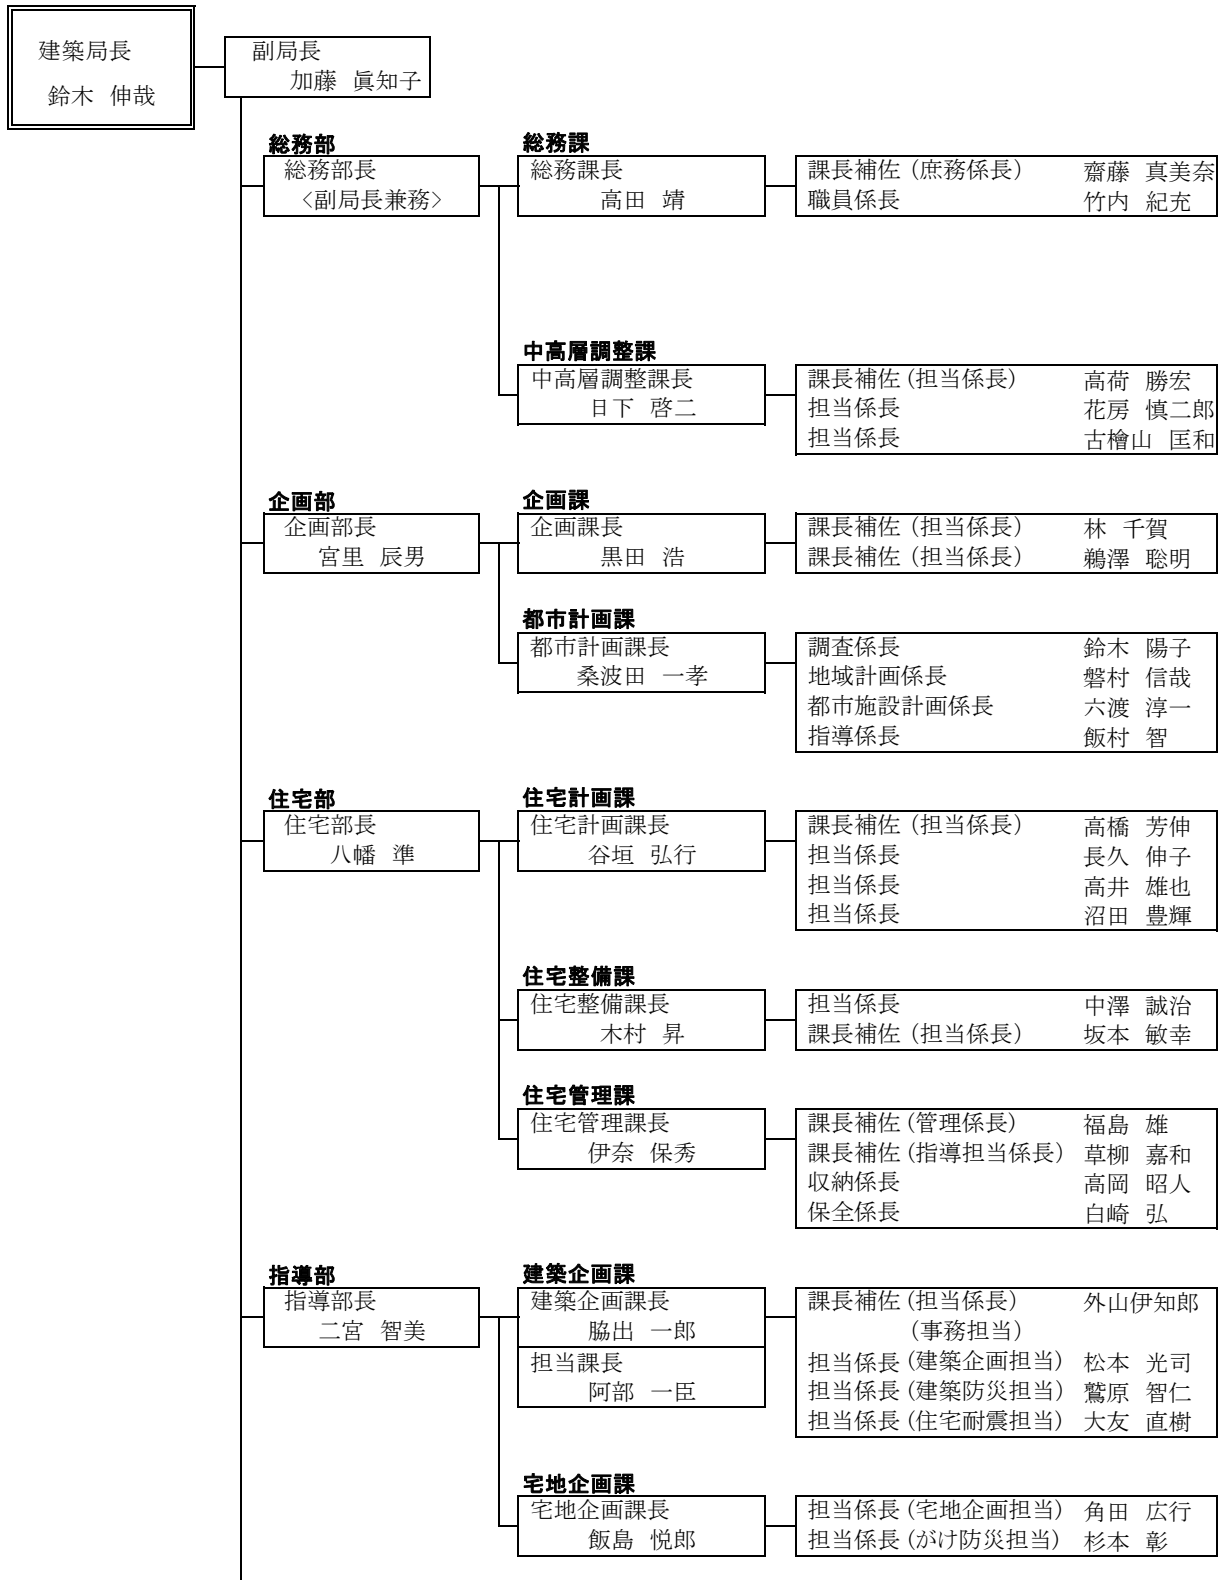 建築局長
鈴木 伸哉
副局長
加藤 眞知子
総務部
総務部長
〈副局長兼務〉
総務課
総務課長
高田 靖
課長補佐(庶務係長) 齋藤 真美奈
職員係長 竹内 紀充
中高層調整課
中高層調整課長
日下 啓二
課長補佐(担当係長) 高荷 勝宏
担当係長 花房 慎二郎
担当係長 古檜山 匡和
企画部
企画部長
宮里 辰男
企画課
企画課長
黒田 浩
課長補佐(担当係長) 林 千賀
課長補佐(担当係長) 鵜澤 聡明
都市計画課
都市計画課長
桑波田 一孝
調査係長 鈴木 陽子
地域計画係長 磐村 信哉
都市施設計画係長 六渡 淳一
指導係長 飯村 智
住宅部
住宅部長
八幡 準
住宅計画課
住宅計画課長
谷垣 弘行
課長補佐(担当係長) 高橋 芳伸
担当係長 長久 伸子
担当係長 高井 雄也
担当係長 沼田 豊輝
住宅整備課
住宅整備課長
木村 昇
担当係長 中澤 誠治
課長補佐(担当係長) 坂本 敏幸
住宅管理課
住宅管理課長
伊奈 保秀
課長補佐(管理係長) 福島 雄
課長補佐(指導担当係長) 草柳 嘉和
収納係長 高岡 昭人
保全係長 白崎 弘
指導部
指導部長
二宮 智美
建築企画課
建築企画課長
脇出 一郎
担当課長
阿部 一臣
課長補佐(担当係長) 外山伊知郎
(事務担当)
担当係長(建築企画担当) 松本 光司
担当係長(建築防災担当) 鷲原 智仁
担当係長(住宅耐震担当) 大友 直樹
宅地企画課
宅地企画課長
飯島 悦郎
担当係長(宅地企画担当) 角田 広行
担当係長(がけ防災担当) 杉本 彰